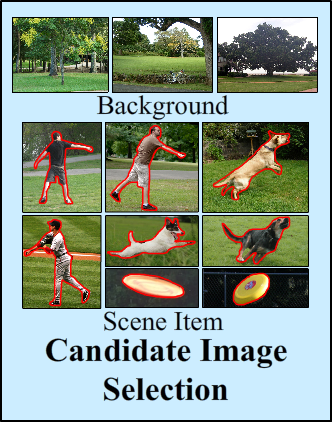 Background
Scene Item
Candidate Image
Selection